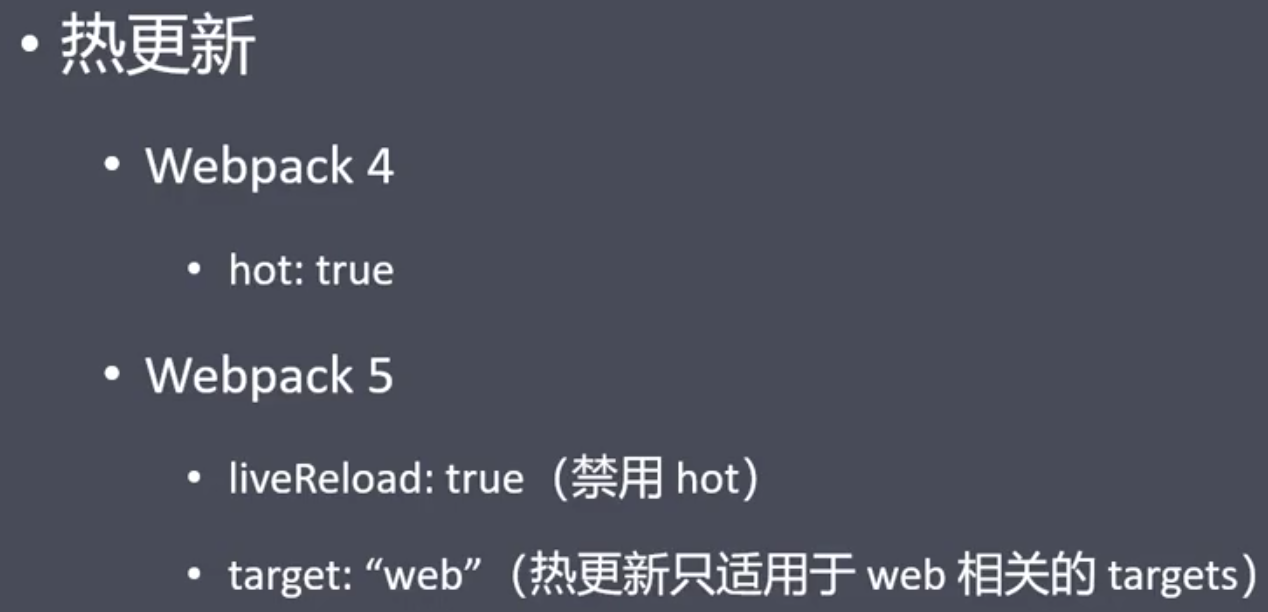 • 热更新
• Webpack 4
• hot: true
• Webpack 5
• liveReload: true（禁用 hot）
• target: “web”（热更新只适用于 web 相关的 targets）